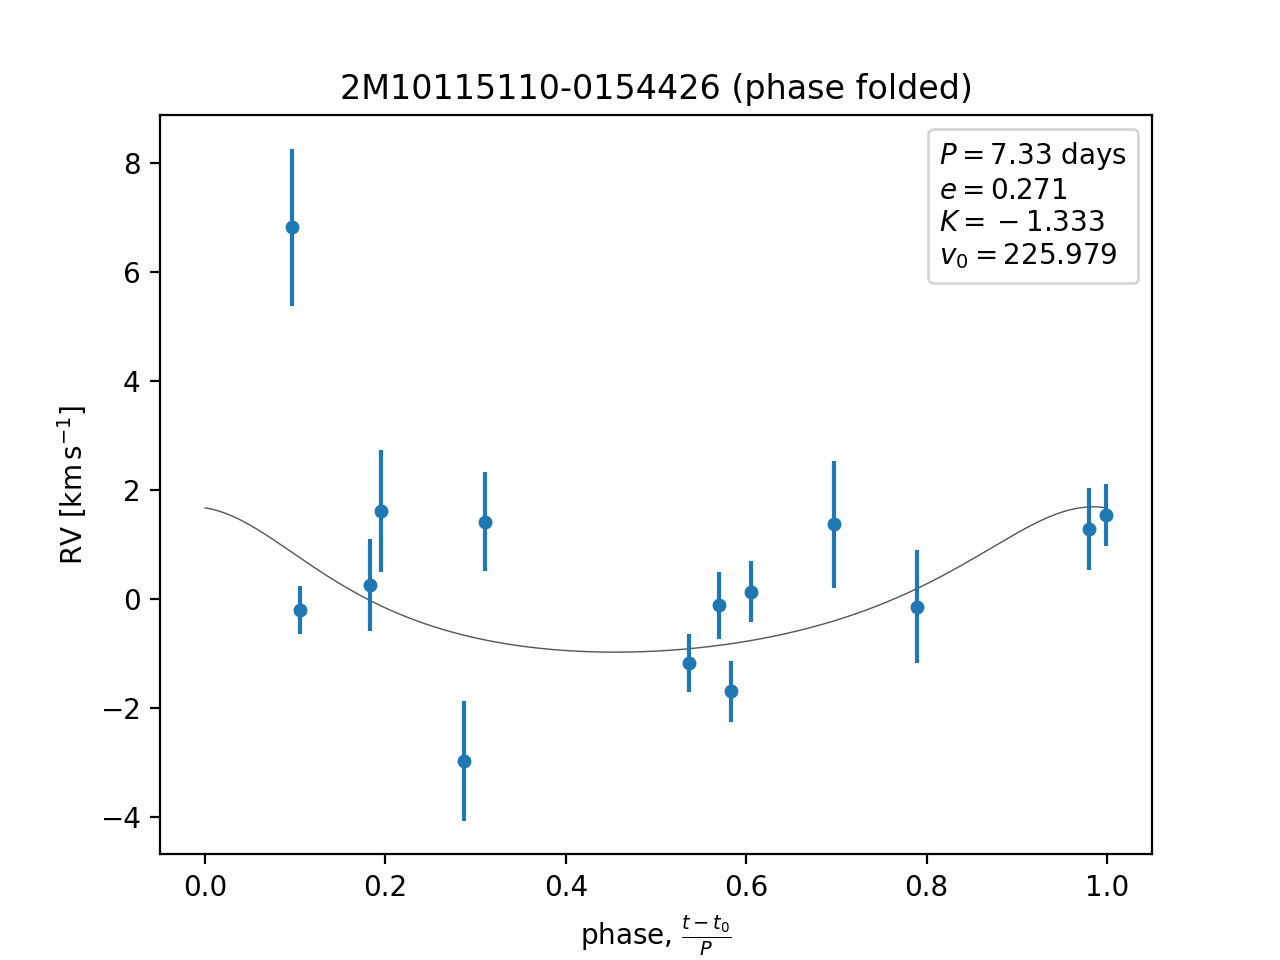 2M10115110-0154426 (phase folded)
P = 7.33 days
e = 0.271
K = −1.333
v₀ = 225.979
RV [km s⁻¹]
8
6
4
2
0
−2
−4
0.0 0.2 0.4 0.6 0.8 1.0
phase, (t − t₀)/P